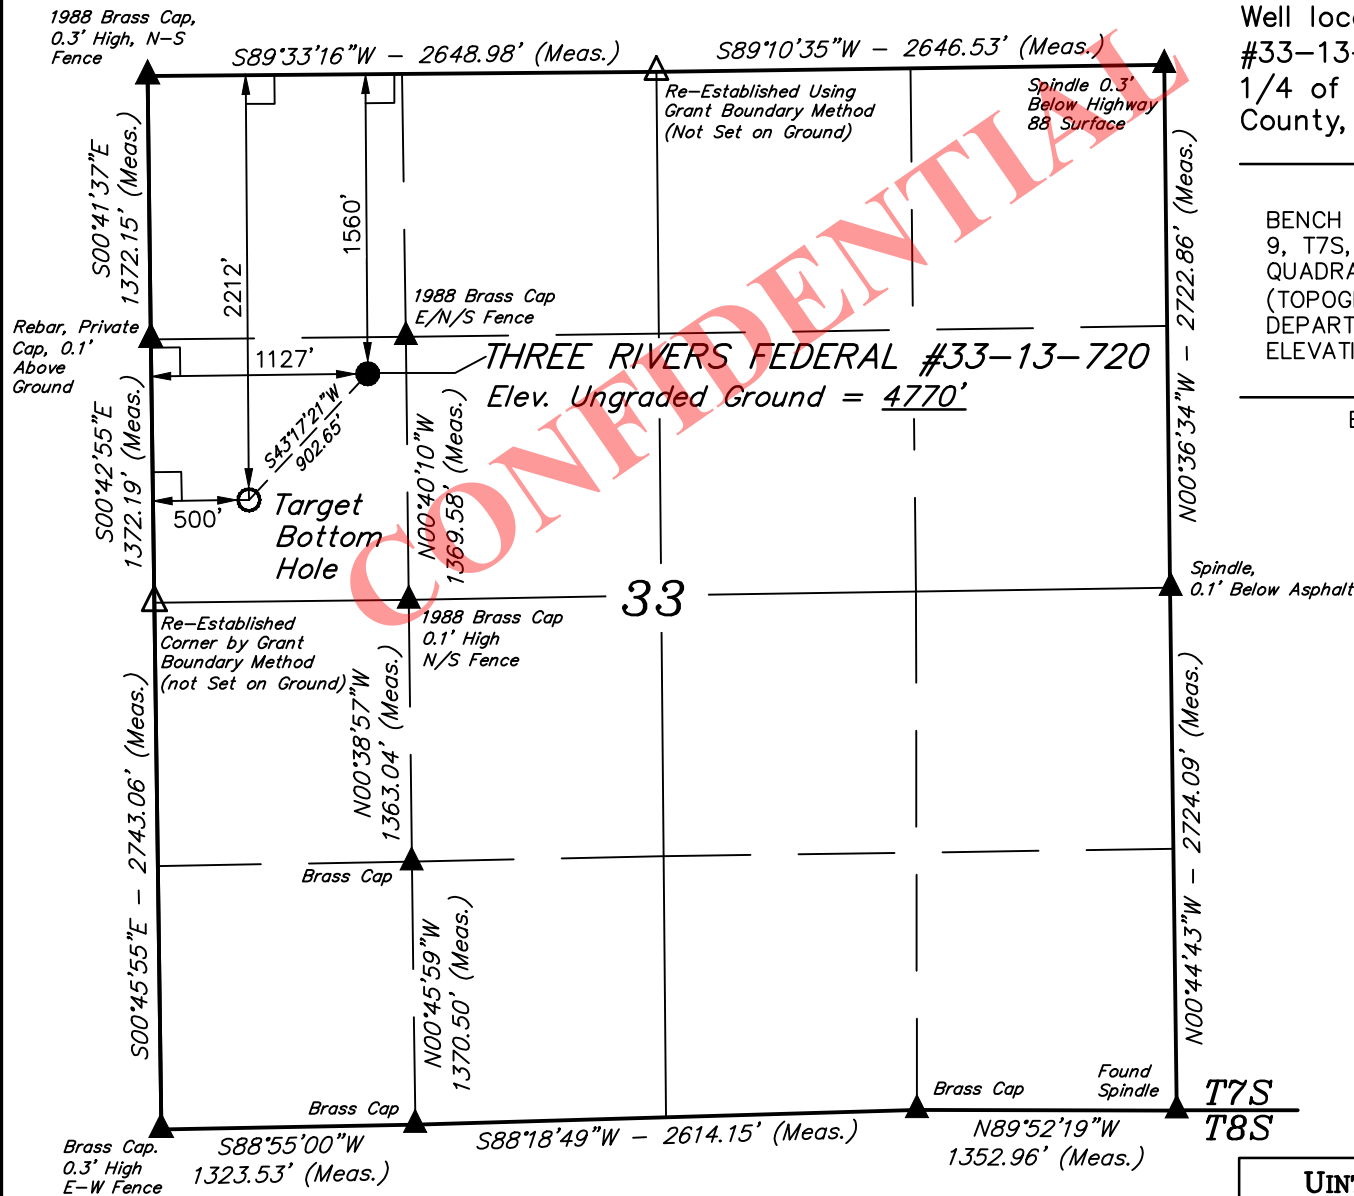 1988 Brass Cap,
0.3' High, N-S
Fence
S89°33'16"W - 2648.98' (Meas.)
S89°10'35"W - 2646.53' (Meas.)
Re-Established Using
Grant Boundary Method
(Not Set on Ground)
Spindle 0.3'
Below Highway
88 Surface
S00°41'37"E
1372.15' (Meas.)
2212'
1560'
N00°36'34"W - 2722.86' (Meas.)
1988 Brass Cap
E/N/S Fence
Rebar, Private
Cap, 0.1'
Above
Ground
1127'
THREE RIVERS FEDERAL #33-13-720
Elev. Ungraded Ground = 4770'
S43°17'21"W
902.65'
S00°42'55"E
1372.19' (Meas.)
N00°40'10"W
1369.58' (Meas.)
500'
Target
Bottom
Hole
CONFIDENTIAL
33
Spindle,
0.1' Below Asphalt
Re-Established
Corner by Grant
Boundary Method
(not Set on Ground)
1988 Brass Cap
0.1' High
N/S Fence
N00°38'57"W
1363.04' (Meas.)
S00°45'55"E - 2743.06' (Meas.)
N00°44'43"W - 2724.09' (Meas.)
Brass Cap
N00°45'59"W
1370.50' (Meas.)
Brass Cap
Brass Cap
Found
Spindle
T7S
T8S
Brass Cap.
0.3' High
E-W Fence
S88°55'00"W
1323.53' (Meas.)
S88°18'49"W - 2614.15' (Meas.)
N89°52'19"W
1352.96' (Meas.)
Well loc
#33-13-
1/4 of
County,
BENCH
9, T7S,
QUADRA
(TOPOG
DEPART
ELEVATI
UIN